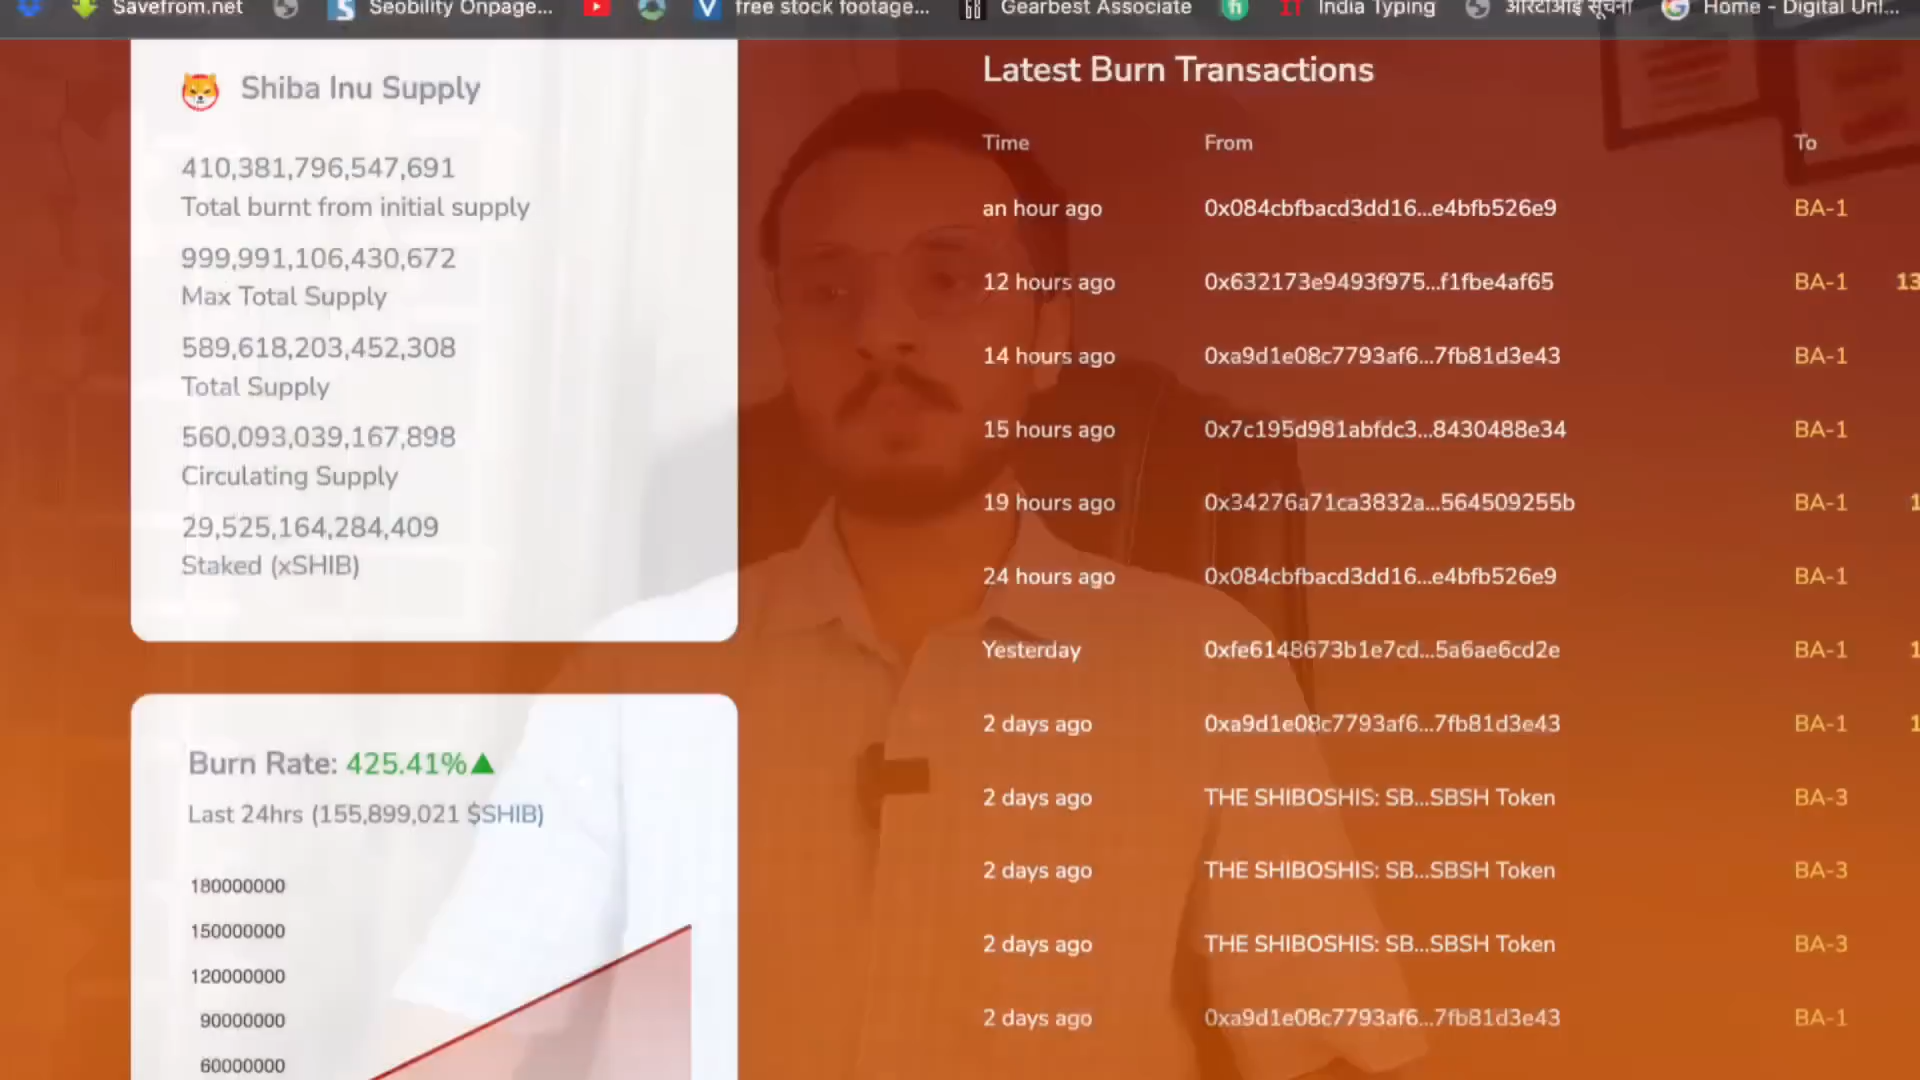 Savefrom.net
Seobility Onpage...
free stock footage...
Gearbest Associate
India Typing
आरटीआई सूचना
Home - Digital Unl...
Shiba Inu Supply
410,381,796,547,691
Total burnt from initial supply
999,991,106,430,672
Max Total Supply
589,618,203,452,308
Total Supply
560,093,039,167,898
Circulating Supply
29,525,164,284,409
Staked (xSHIB)
Burn Rate: 425.41%▲
Last 24hrs (155,899,021 $SHIB)
180000000
150000000
120000000
90000000
60000000
Latest Burn Transactions
Time From To
an hour ago 0x084cbfbacd3dd16...e4bfb526e9 BA-1
12 hours ago 0x632173e9493f975...f1fbe4af65 BA-1 13
14 hours ago 0xa9d1e08c7793af6...7fb81d3e43 BA-1
15 hours ago 0x7c195d981abfdc3...8430488e34 BA-1
19 hours ago 0x34276a71ca3832a...564509255b BA-1 1
24 hours ago 0x084cbfbacd3dd16...e4bfb526e9 BA-1
Yesterday 0xfe6148673b1e7cd...5a6ae6cd2e BA-1 1
2 days ago 0xa9d1e08c7793af6...7fb81d3e43 BA-1 1
2 days ago THE SHIBOSHIS: SB...SBSH Token BA-3
2 days ago THE SHIBOSHIS: SB...SBSH Token BA-3
2 days ago THE SHIBOSHIS: SB...SBSH Token BA-3
2 days ago 0xa9d1e08c7793af6...7fb81d3e43 BA-1